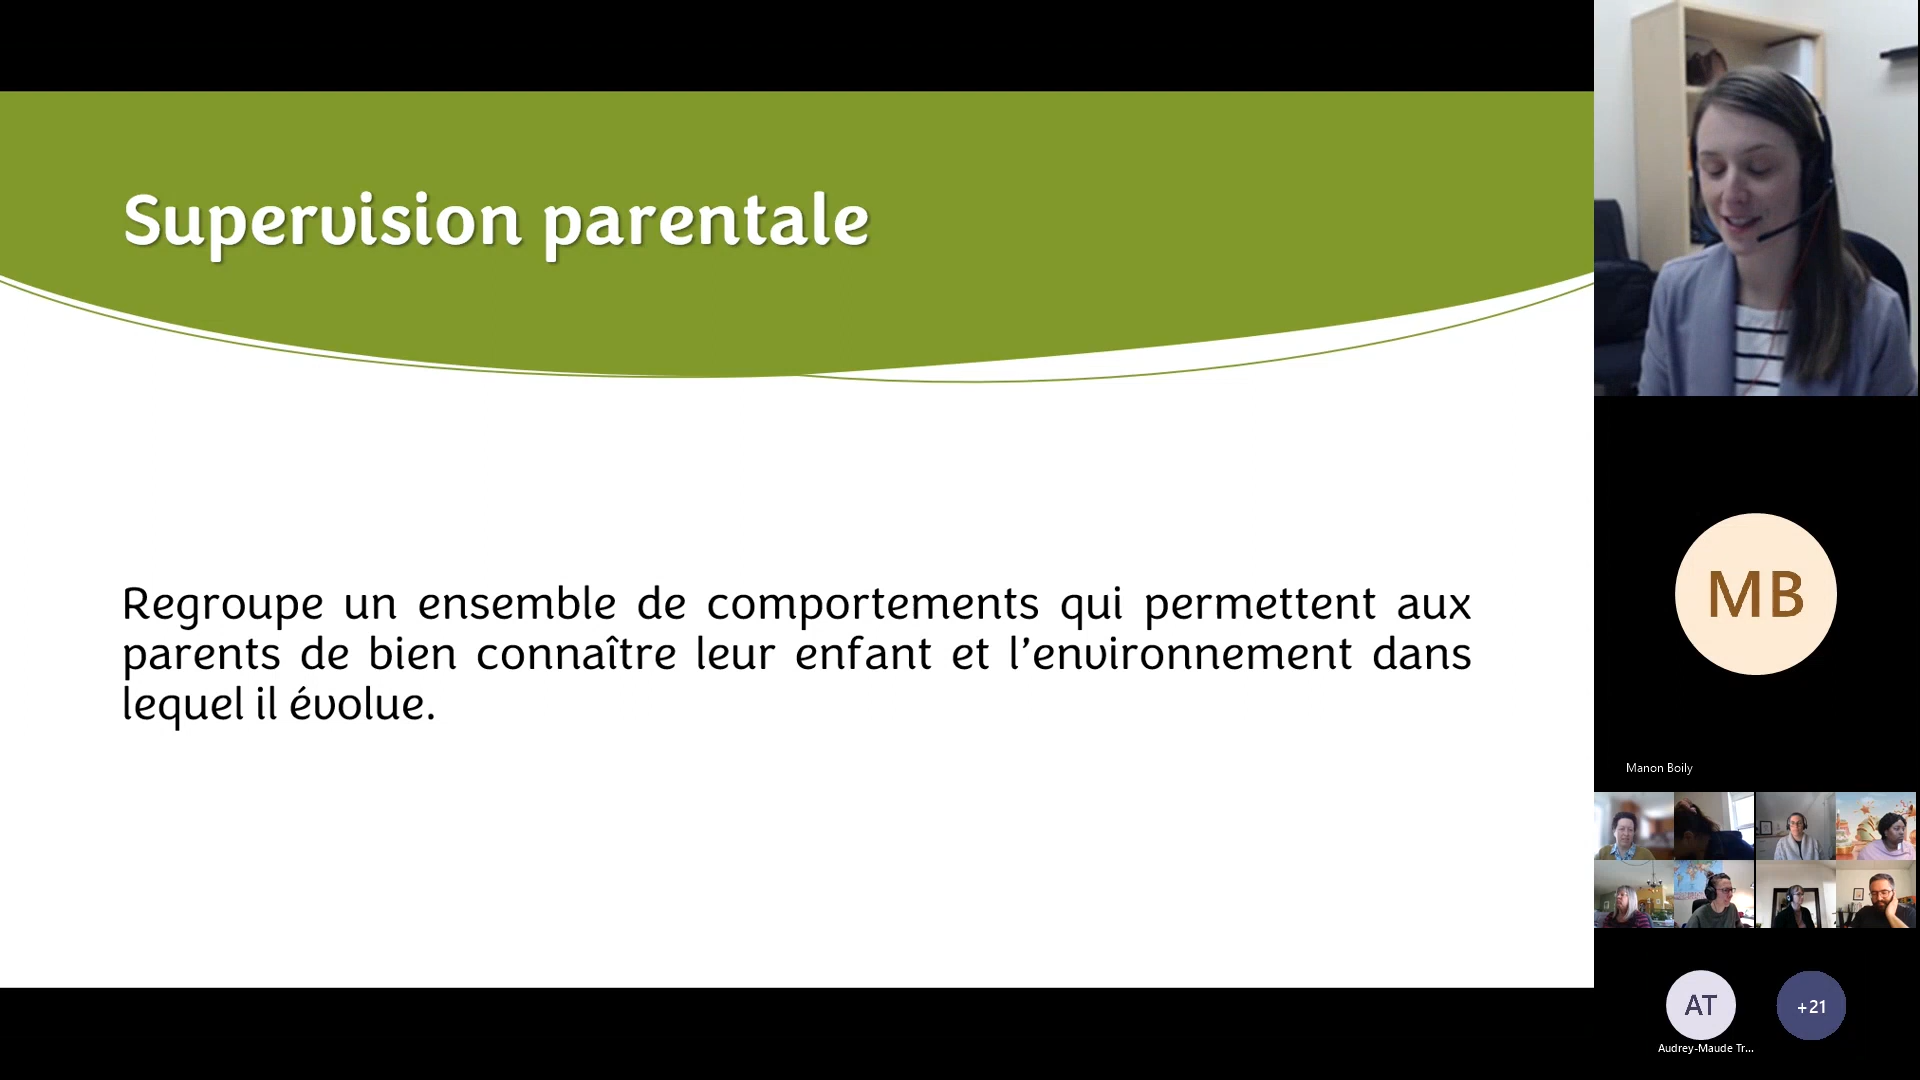 Supervision parentale
Regroupe un ensemble de comportements qui permettent aux
parents de bien connaître leur enfant et l’environnement dans
lequel il évolue.
MB
Manon Boily
AT
+21
Audrey-Maude Tr...